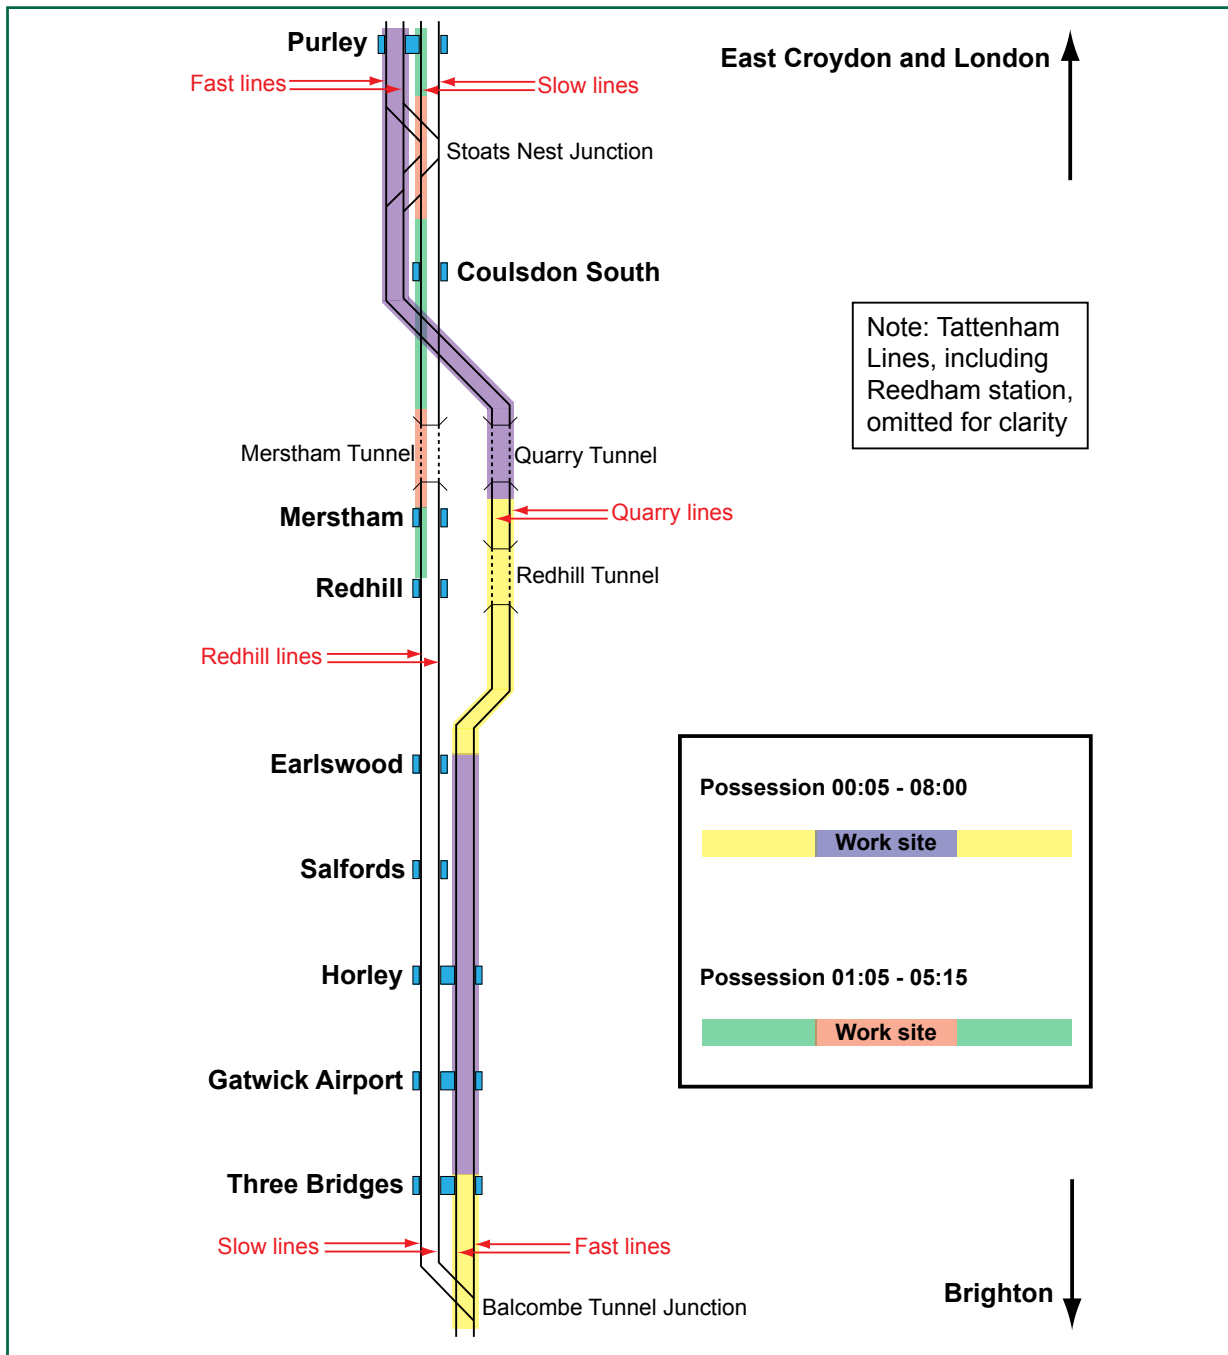 Purley
East Croydon and London
Fast lines
Slow lines
Stoats Nest Junction
Coulsdon South
Note: Tattenham
Lines, including
Reedham station,
omitted for clarity
Merstham Tunnel
Quarry Tunnel
Merstham
Quarry lines
Redhill
Redhill Tunnel
Redhill lines
Earlswood
Possession 00:05 - 08:00
Work site
Salfords
Horley
Possession 01:05 - 05:15
Work site
Gatwick Airport
Three Bridges
Slow lines
Fast lines
Brighton
Balcombe Tunnel Junction